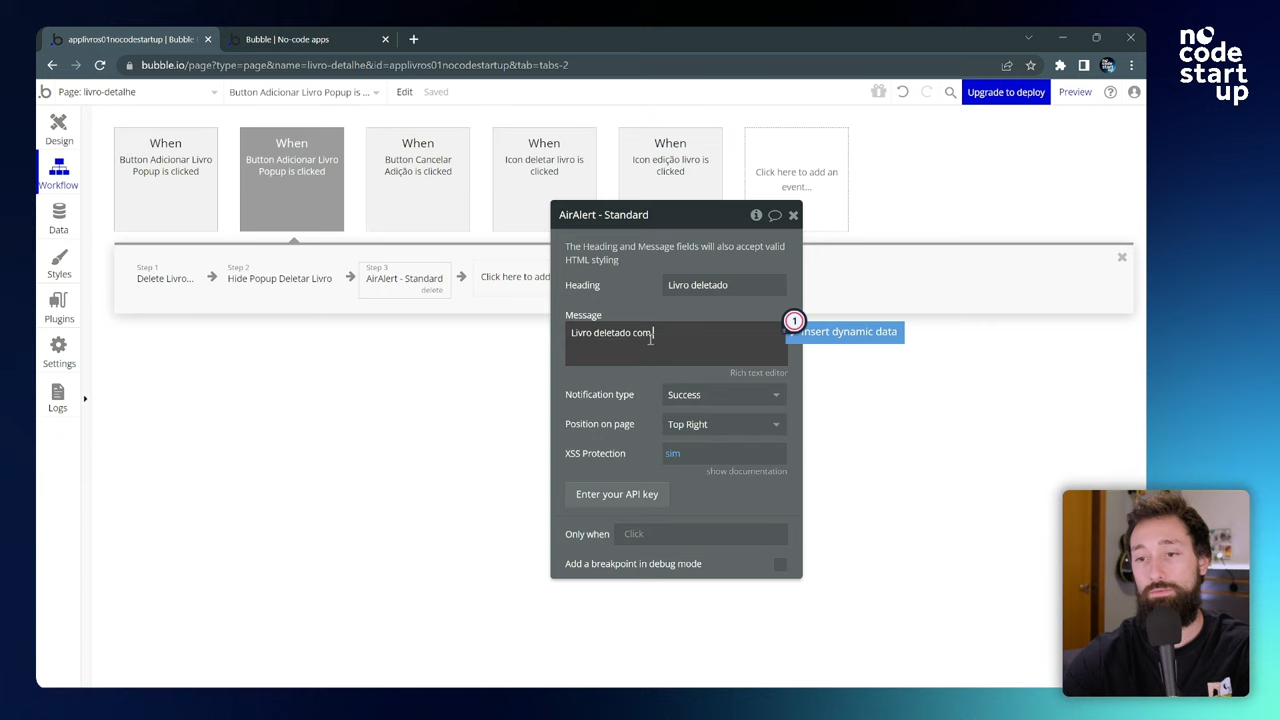 applivros01nocodestartup | Bubble
Bubble | No-code apps
bubble.io/page?type=page&name=livro-detalhe&id=applivros01nocodestartup&tab=tabs-2
no
code
start
up
Page: livro-detalhe
Button Adicionar Livro Popup is ...
Edit
Saved
Upgrade to deploy
Preview
Design
Workflow
Data
Styles
Plugins
Settings
Logs
When
Button Adicionar Livro
Popup is clicked
When
Button Adicionar Livro
Popup is clicked
When
Button Cancelar
Adição is clicked
When
Icon deletar livro is
clicked
When
Icon edição livro is
clicked
Click here to add an
event...
Step 1
Delete Livro...
Step 2
Hide Popup Deletar Livro
Step 3
AirAlert - Standard
delete
Click here to add
AirAlert - Standard
The Heading and Message fields will also accept valid
HTML styling
Heading
Livro deletado
Message
Livro deletado com
1
Insert dynamic data
Rich text editor
Notification type
Success
Position on page
Top Right
XSS Protection
sim
show documentation
Enter your API key
Only when
Click
Add a breakpoint in debug mode